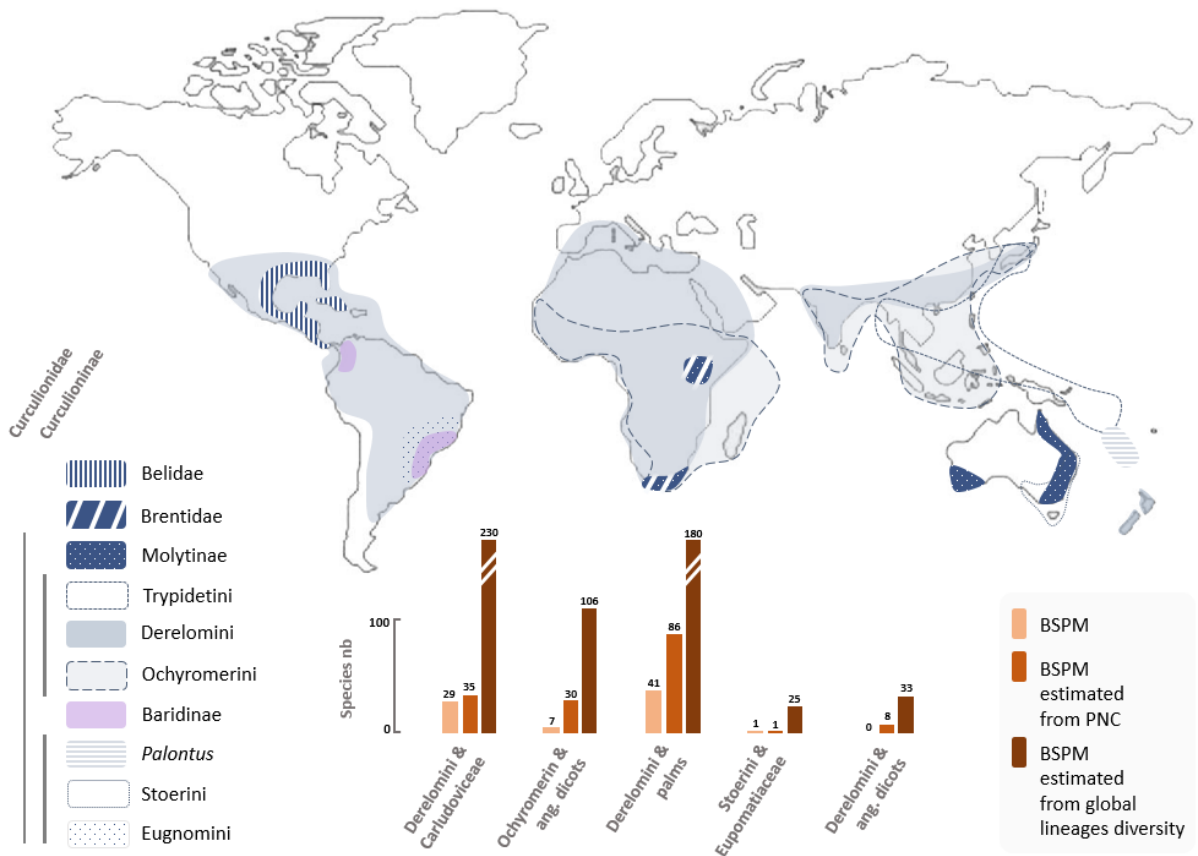 Curculionidae
Curculioninae
Belidae
Brentidae
Molytinae
Trypidetini
Derelomini
Ochyromerini
Baridinae
Palontus
Stoerini
Eugnomini
Species nb
100
0
29
35
230
7
30
106
41
86
180
1
1
25
0
8
33
Derelomini &
Carludoviceae
Ochyromerin &
ang. dicots
Derelomini &
palms
Stoerini &
Eupomatiaceae
Derelomini &
ang. dicots
BSPM
BSPM
estimated
from PNC
BSPM
estimated
from global
lineages diversity